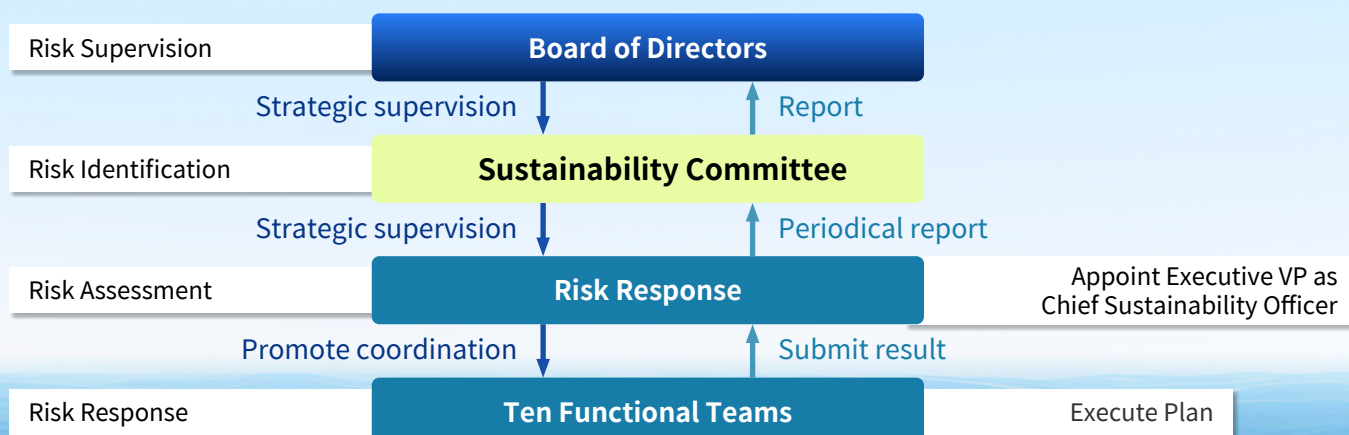 Risk Supervision
Board of Directors
Strategic supervision
Report
Risk Identification
Sustainability Committee
Strategic supervision
Periodical report
Risk Assessment
Risk Response
Appoint Executive VP as
Chief Sustainability Officer
Promote coordination
Submit result
Risk Response
Ten Functional Teams
Execute Plan